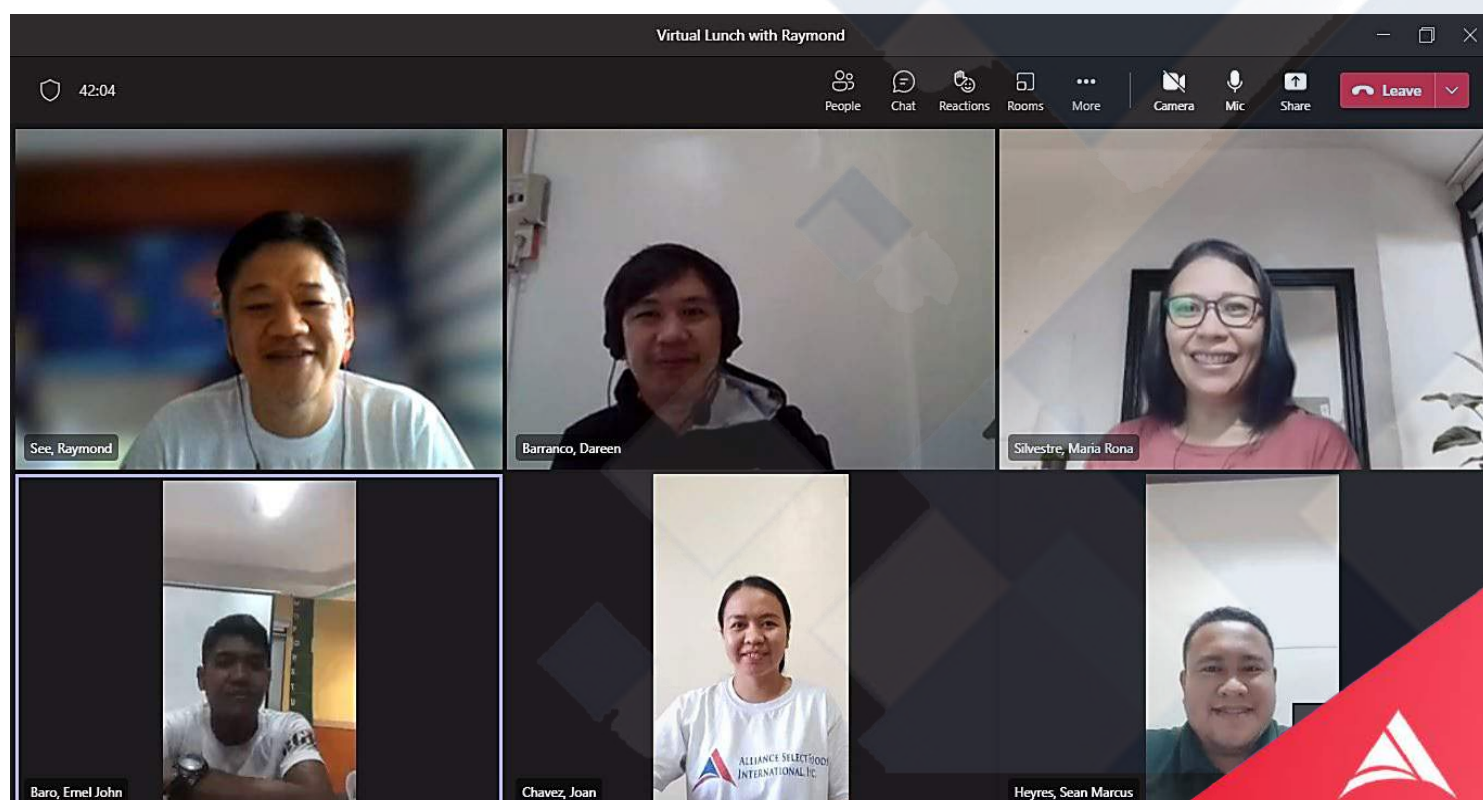 Virtual Lunch with Raymond
42:04
People Chat Reactions Rooms More Camera Mic Share Leave
See, Raymond
Barranco, Dareen
Silvestre, Maria Rona
ALLIANCE SELECT FOODS
INTERNATIONAL, INC.
Baro, Ernel John
Chavez, Joan
Heyres, Sean Marcus